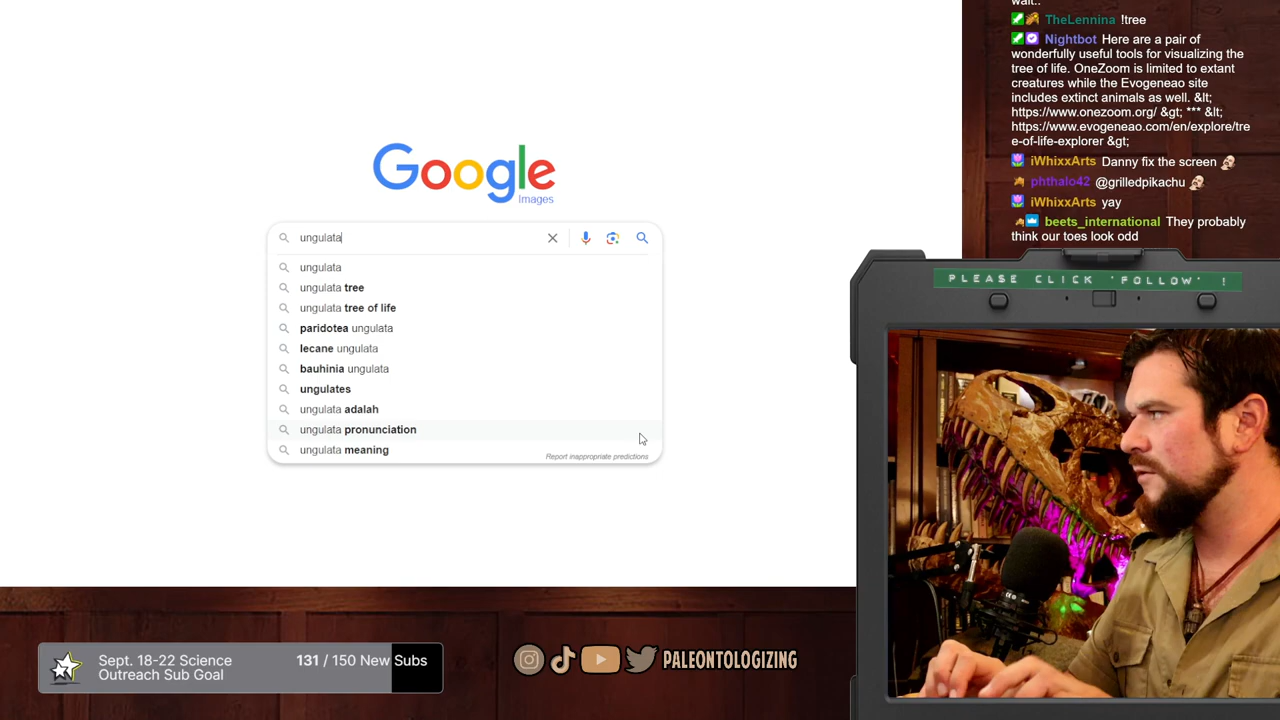 Google
Images
ungulata
ungulata
ungulata tree
ungulata tree of life
paridotea ungulata
lecane ungulata
bauhinia ungulata
ungulates
ungulata adalah
ungulata pronunciation
ungulata meaning
Report inappropriate predictions
wait..
TheLennina !tree
Nightbot Here are a pair of
wonderfully useful tools for visualizing the
tree of life. OneZoom is limited to extant
creatures while the Evogeneao site
includes extinct animals as well. &lt;
https://www.onezoom.org/ &gt; *** &lt;
https://www.evogeneao.com/en/explore/tre
e-of-life-explorer &gt;
iWhixxArts Danny fix the screen
phthalo42 @grilledpikachu
iWhixxArts yay
beets_international They probably
think our toes look odd
PLEASE CLICK "FOLLOW" !
Sept. 18-22 Science
Outreach Sub Goal
131 / 150 New Subs
PALEONTOLOGIZING